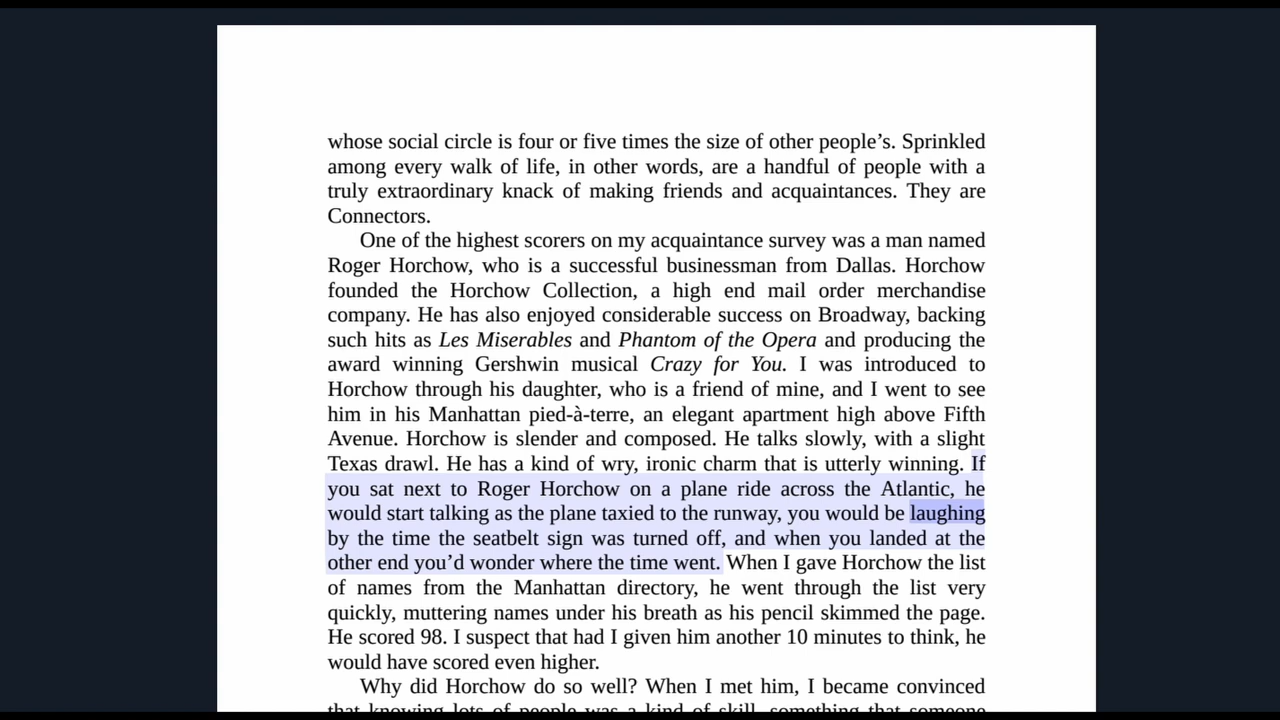 whose social circle is four or five times the size of other people’s. Sprinkled
among every walk of life, in other words, are a handful of people with a
truly extraordinary knack of making friends and acquaintances. They are
Connectors.
One of the highest scorers on my acquaintance survey was a man named
Roger Horchow, who is a successful businessman from Dallas. Horchow
founded the Horchow Collection, a high end mail order merchandise
company. He has also enjoyed considerable success on Broadway, backing
such hits as Les Miserables and Phantom of the Opera and producing the
award winning Gershwin musical Crazy for You. I was introduced to
Horchow through his daughter, who is a friend of mine, and I went to see
him in his Manhattan pied-à-terre, an elegant apartment high above Fifth
Avenue. Horchow is slender and composed. He talks slowly, with a slight
Texas drawl. He has a kind of wry, ironic charm that is utterly winning. If
you sat next to Roger Horchow on a plane ride across the Atlantic, he
would start talking as the plane taxied to the runway, you would be laughing
by the time the seatbelt sign was turned off, and when you landed at the
other end you’d wonder where the time went. When I gave Horchow the list
of names from the Manhattan directory, he went through the list very
quickly, muttering names under his breath as his pencil skimmed the page.
He scored 98. I suspect that had I given him another 10 minutes to think, he
would have scored even higher.
Why did Horchow do so well? When I met him, I became convinced
that knowing lots of people was a kind of skill, something that someone